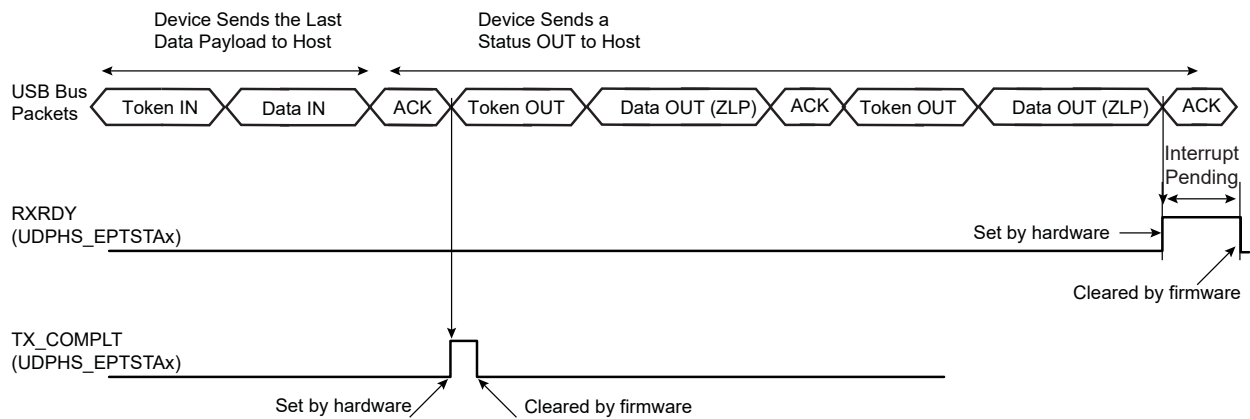 Device Sends the Last
Data Payload to Host
Device Sends a
Status OUT to Host
USB Bus
Packets
Token IN
Data IN
ACK
Token OUT
Data OUT (ZLP)
ACK
Token OUT
Data OUT (ZLP)
ACK
Interrupt
Pending
RXRDY
(UDPHS_EPTSTAx)
Set by hardware
Cleared by firmware
TX_COMPLT
(UDPHS_EPTSTAx)
Set by hardware
Cleared by firmware